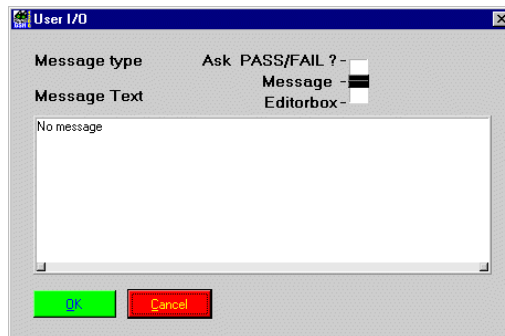 User I/O
Message type
Ask PASS/FAIL ? -
Message -
Message Text
Editorbox -
No message
OK
Cancel